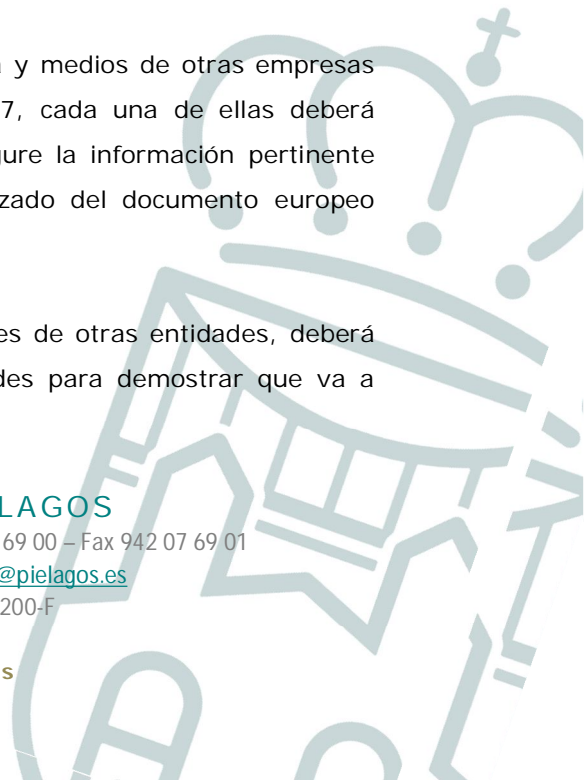 y medios de otras empresas
7, cada una de ellas deberá
gure la información pertinente
zado del documento europeo
es de otras entidades, deberá
des para demostrar que va a
LAGOS
69 00 – Fax 942 07 69 01
@pielagos.es
200-F
s